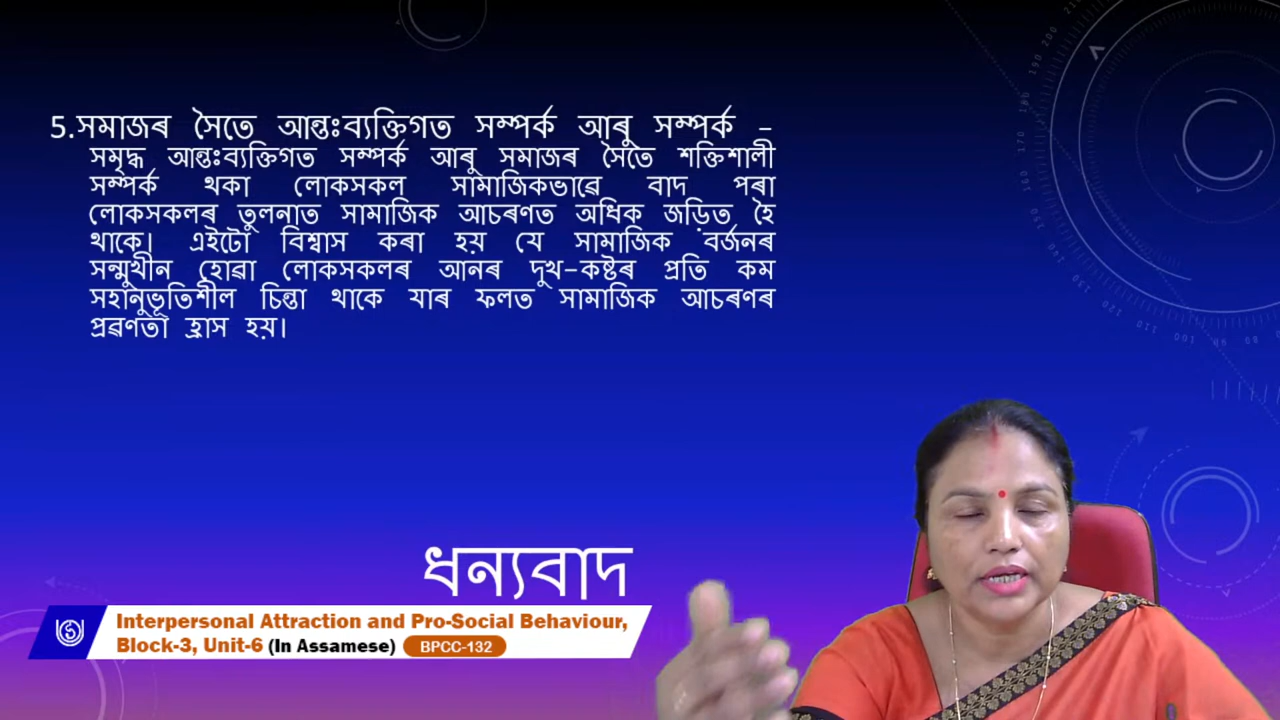 5.সমাজৰ সৈতে আন্তঃব্যক্তিগত সম্পৰ্ক আৰু সম্পৰ্ক –
সমৃদ্ধ আন্তঃব্যক্তিগত সম্পৰ্ক আৰু সমাজৰ সৈতে শক্তিশালী
সম্পৰ্ক থকা লোকসকল সামাজিকভাৱে বাদ পৰা
লোকসকলৰ তুলনাত সামাজিক আচৰণত অধিক জড়িত হৈ
থাকে। এইটো বিশ্বাস কৰা হয় যে সামাজিক বৰ্জনৰ
সন্মুখীন হোৱা লোকসকলৰ আনৰ দুখ-কষ্টৰ প্ৰতি কম
সহানুভূতিশীল চিন্তা থাকে যাৰ ফলত সামাজিক আচৰণৰ
প্ৰৱণতা হ্ৰাস হয়।
ধন্যবাদ
Interpersonal Attraction and Pro-Social Behaviour,
Block-3, Unit-6 (In Assamese) BPCC-132